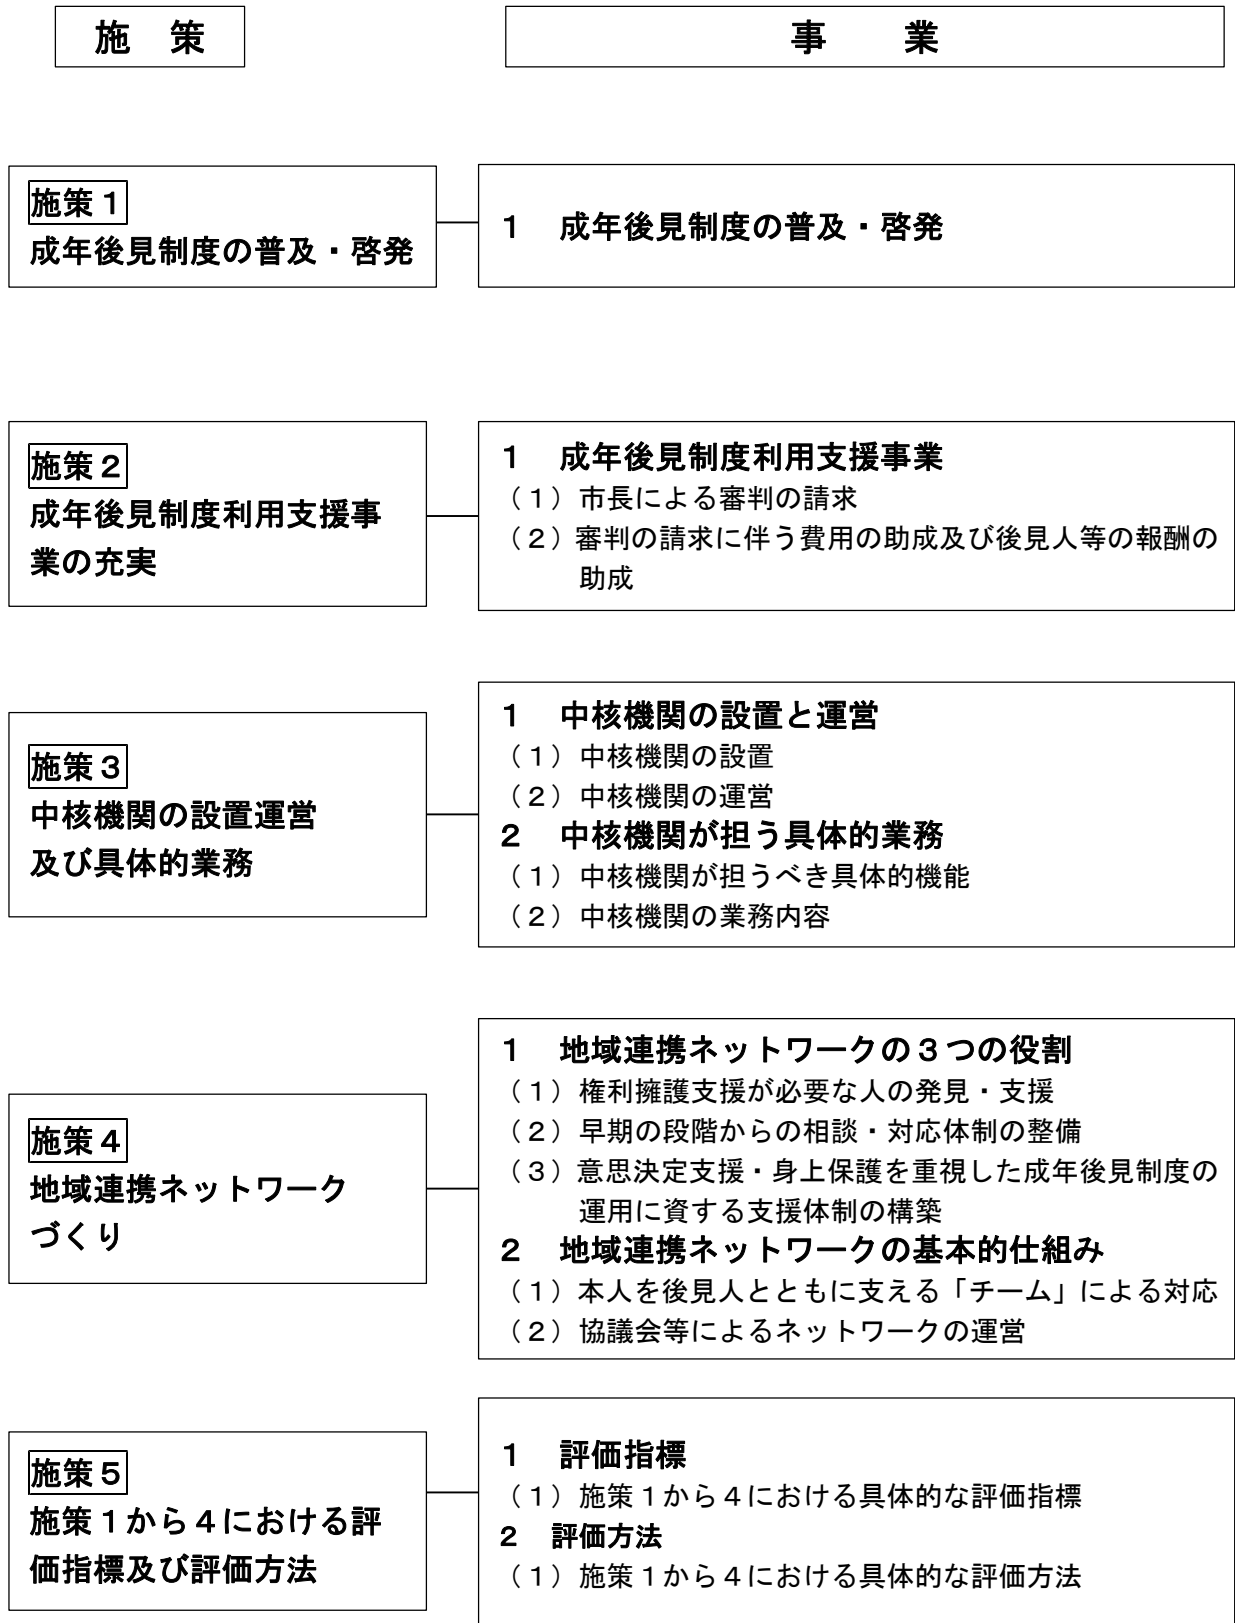 施　策
事　　業
施策１
成年後見制度の普及・啓発
１　成年後見制度の普及・啓発
施策２
成年後見制度利用支援事
業の充実
１　成年後見制度利用支援事業
（１）市長による審判の請求
（２）審判の請求に伴う費用の助成及び後見人等の報酬の
助成
施策３
中核機関の設置運営
及び具体的業務
１　中核機関の設置と運営
（１）中核機関の設置
（２）中核機関の運営
２　中核機関が担う具体的業務
（１）中核機関が担うべき具体的機能
（２）中核機関の業務内容
施策４
地域連携ネットワーク
づくり
１　地域連携ネットワークの３つの役割
（１）権利擁護支援が必要な人の発見・支援
（２）早期の段階からの相談・対応体制の整備
（３）意思決定支援・身上保護を重視した成年後見制度の
運用に資する支援体制の構築
２　地域連携ネットワークの基本的仕組み
（１）本人を後見人とともに支える「チーム」による対応
（２）協議会等によるネットワークの運営
施策５
施策１から４における評
価指標及び評価方法
１　評価指標
（１）施策１から４における具体的な評価指標
２　評価方法
（１）施策１から４における具体的な評価方法